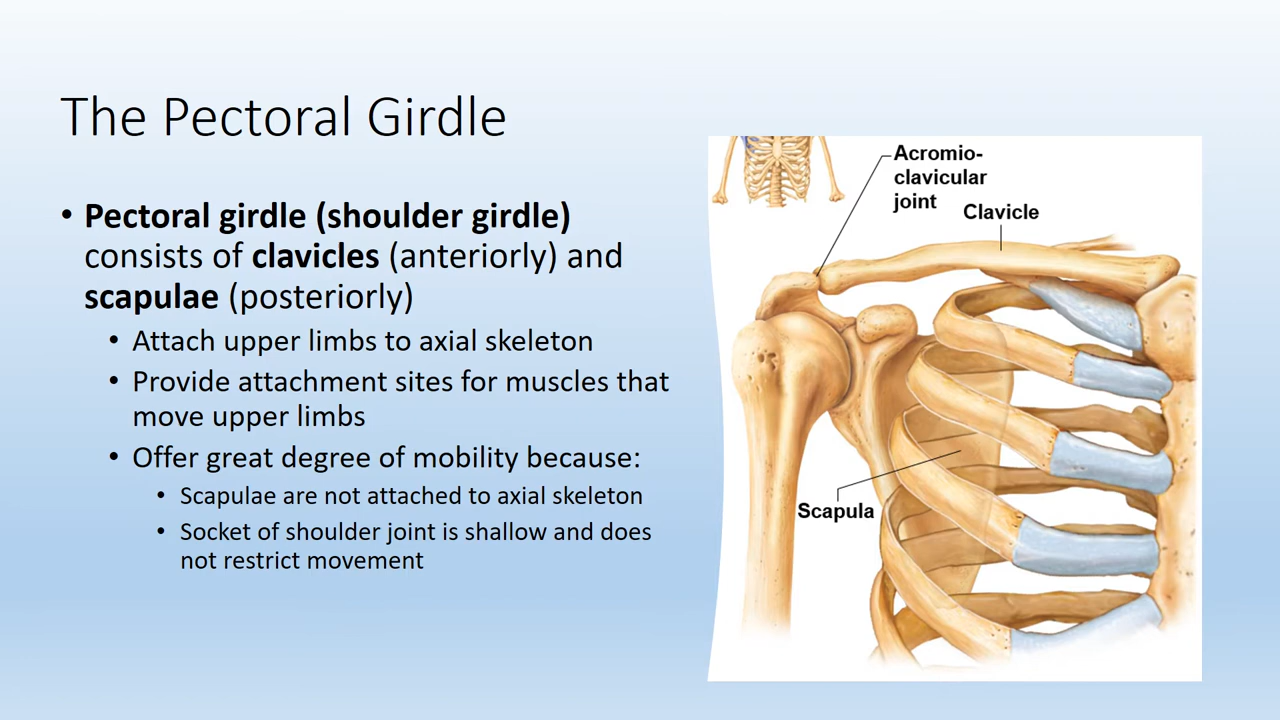 The Pectoral Girdle
• Pectoral girdle (shoulder girdle)
consists of clavicles (anteriorly) and
scapulae (posteriorly)
• Attach upper limbs to axial skeleton
• Provide attachment sites for muscles that
move upper limbs
• Offer great degree of mobility because:
• Scapulae are not attached to axial skeleton
• Socket of shoulder joint is shallow and does
not restrict movement
Acromio-
clavicular
joint
Clavicle
Scapula